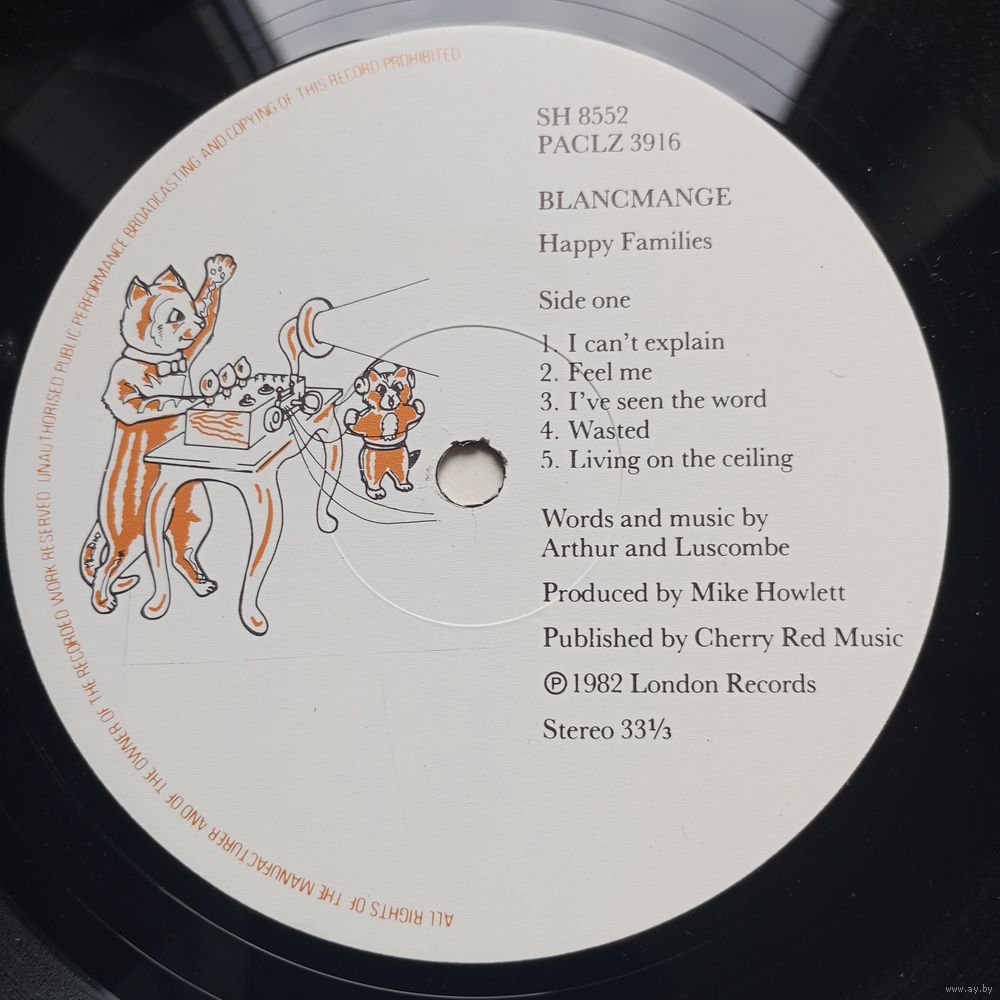 SH 8552
PACLZ 3916
BLANCMANGE
Happy Families
Side one
1. I can't explain
2. Feel me
3. I've seen the word
4. Wasted
5. Living on the ceiling
Words and music by
Arthur and Luscombe
Produced by Mike Howlett
Published by Cherry Red Music
Ⓟ1982 London Records
Stereo 33⅓
ALL RIGHTS OF THE MANUFACTURER AND OF THE OWNER OF THE RECORDED WORK RESERVED UNAUTHORISED PUBLIC PERFORMANCE BROADCASTING AND COPYING OF THIS RECORD PROHIBITED
www.ay.by